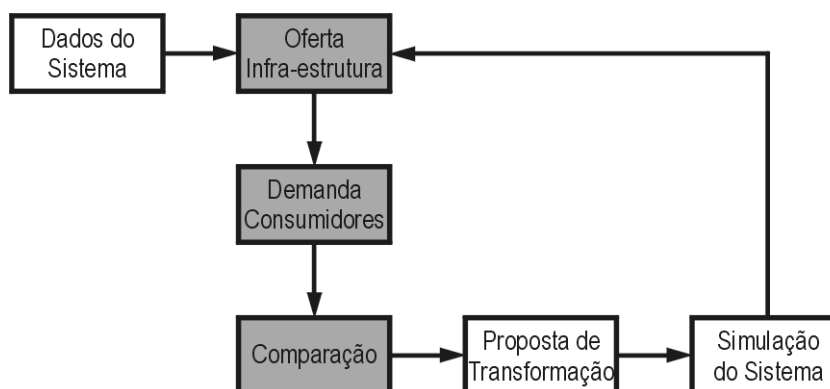 Dados do
Sistema
Oferta
Infra-estrutura
Demanda
Consumidores
Comparação
Proposta de
Transformação
Simulação
do Sistema